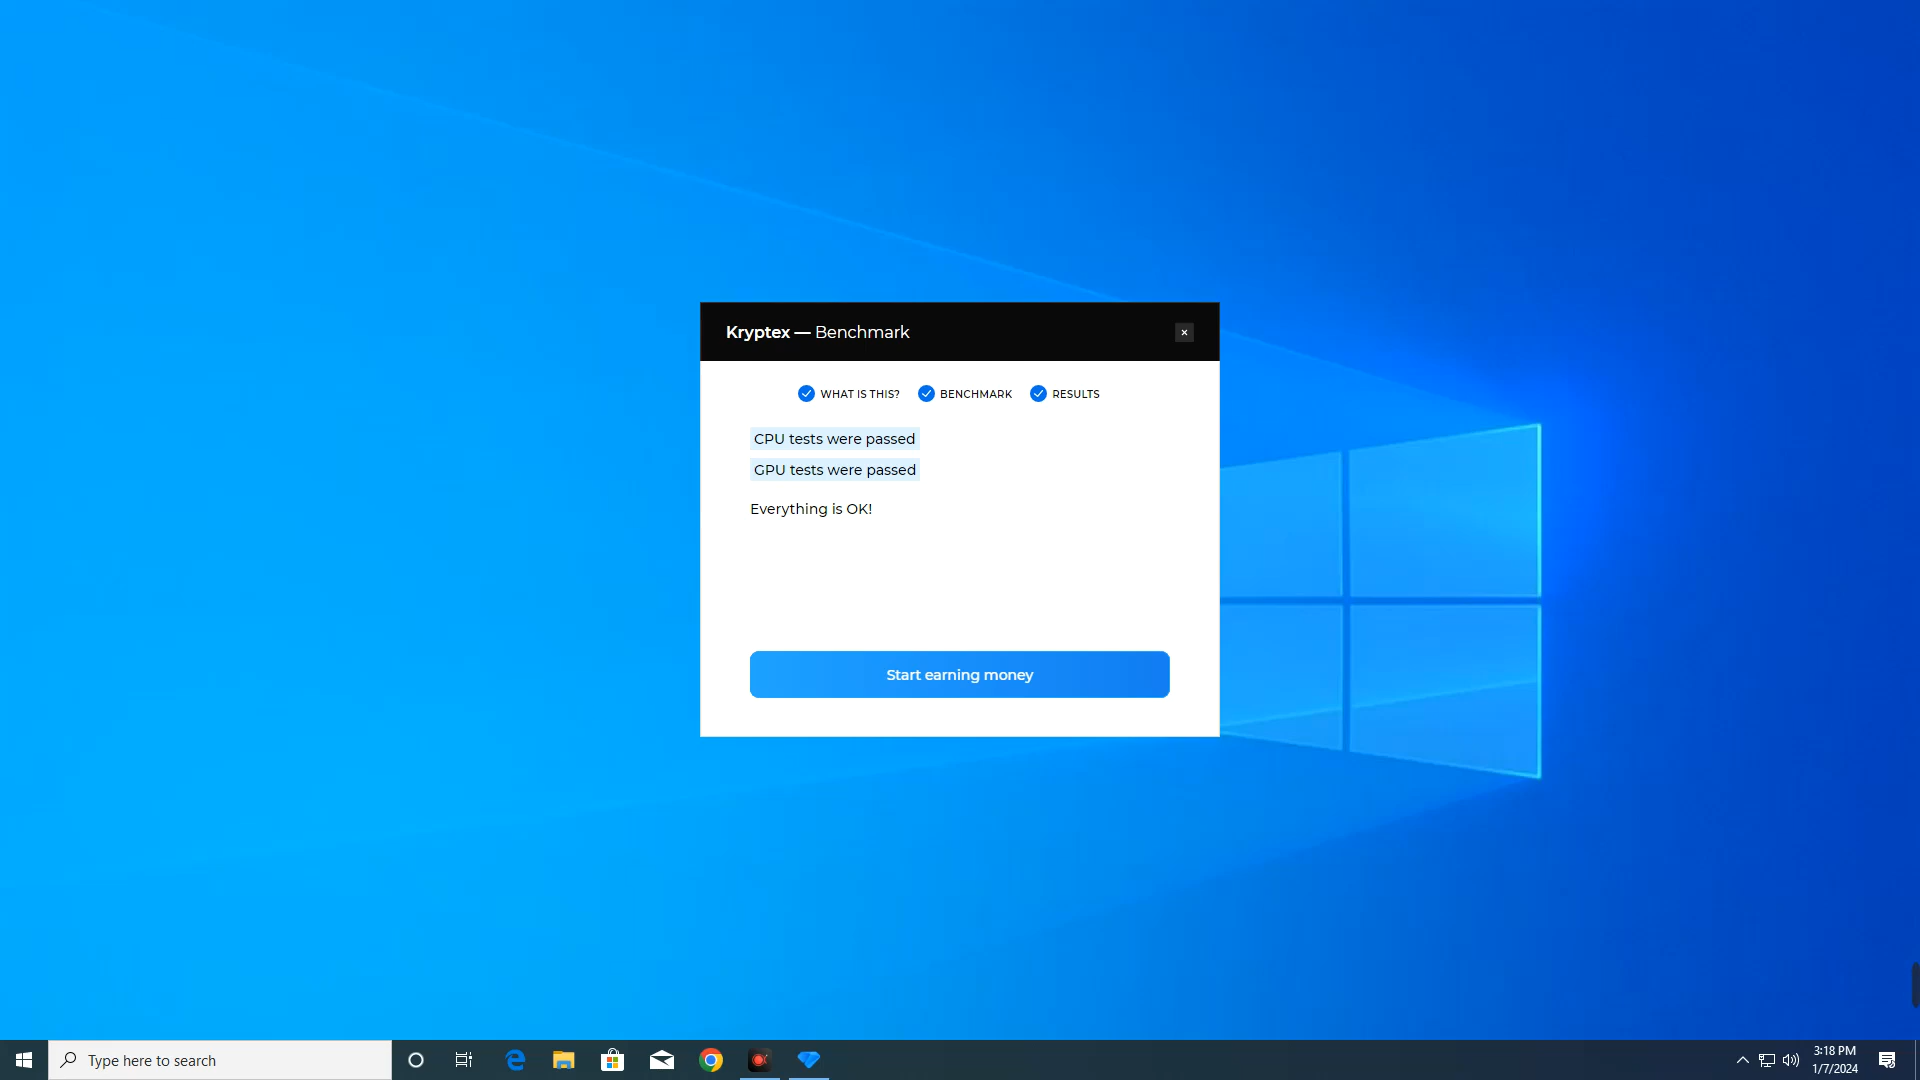 Kryptex — Benchmark
×
WHAT IS THIS? BENCHMARK RESULTS
CPU tests were passed
GPU tests were passed
Everything is OK!
Start earning money
Type here to search
3:18 PM
1/7/2024